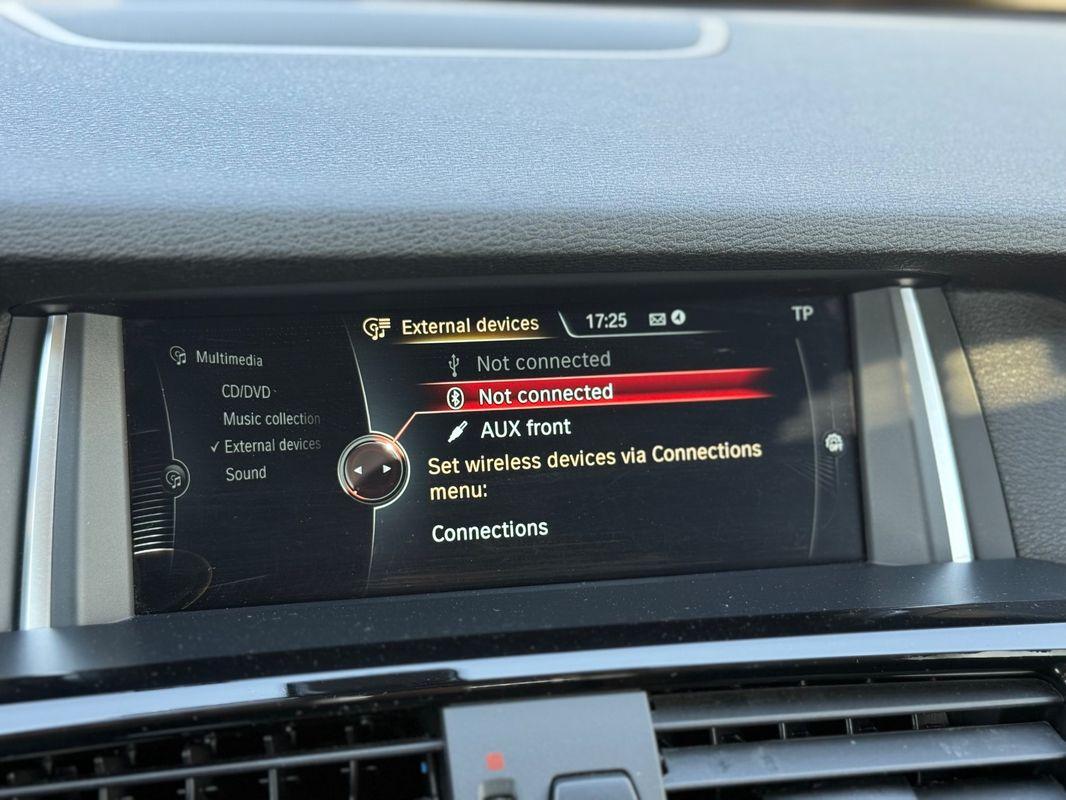 External devices
17:25
TP
Multimedia
CD/DVD
Music collection
✓ External devices
Sound
Not connected
Not connected
AUX front
Set wireless devices via Connections
menu:
Connections